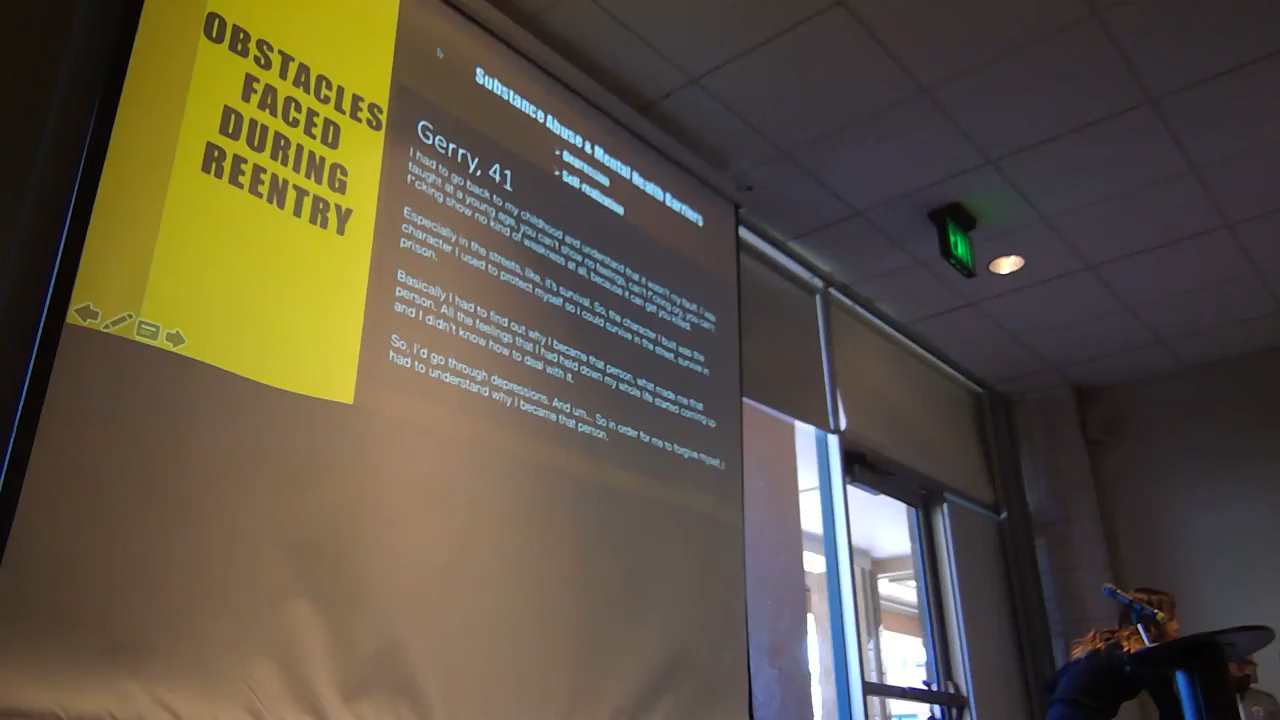 OBSTACLES
FACED
DURING
REENTRY
Substance Abuse & Mental Health Barriers
Depression
Self-realization
Gerry, 41
I had to go back to my childhood and understand that it wasn't my fault. I was
taught at a young age, you can't show no feelings, can't f*cking cry, you can't
f*cking show no kind of weakness at all, because it can get you killed.
Especially in the streets, like, it's survival. So, the character I built was the
character I used to protect myself so I could survive in the street, survive in
prison.
Basically I had to find out why I became that person, what made me that
person. All the feelings that I had held down my whole life started coming up
and I didn't know how to deal with it.
So, I'd go through depressions. And um... So in order for me to forgive myself, I
had to understand why I became that person.